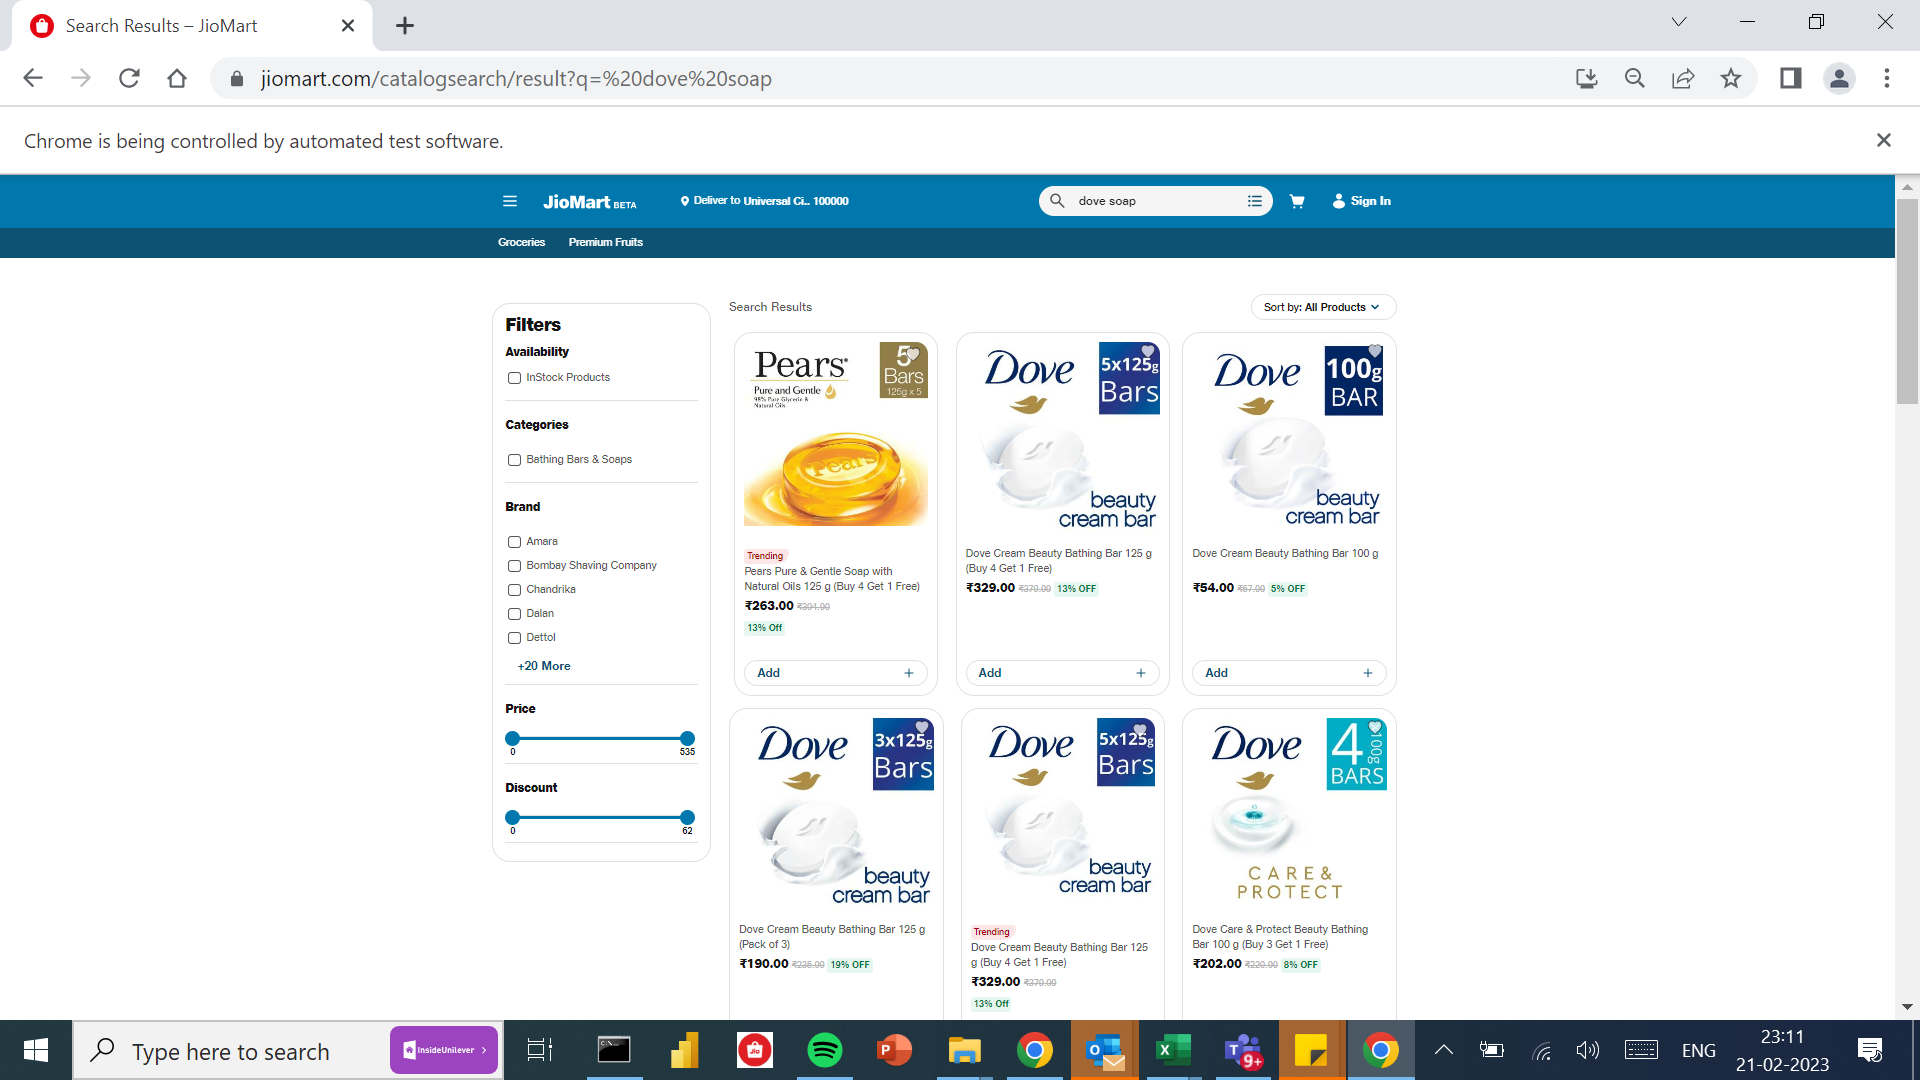 Search Results – JioMart
jiomart.com/catalogsearch/result?q=%20dove%20soap
Chrome is being controlled by automated test software.
JioMart BETA
Deliver to Universal Ci.. 100000
dove soap
Sign In
Groceries
Premium Fruits
Filters
Availability
InStock Products
Categories
Bathing Bars & Soaps
Brand
Amara
Bombay Shaving Company
Chandrika
Dalan
Dettol
+20 More
Price
0
535
Discount
0
62
Search Results
Sort by: All Products
Pears
Pure and Gentle
98% Pure Glycerin &
Natural Oils
5
Bars
125g x 5
Pears
Trending
Pears Pure & Gentle Soap with
Natural Oils 125 g (Buy 4 Get 1 Free)
₹263.00 ₹304.00
13% Off
Add +
Dove
5x125g
Bars
beauty
cream bar
Dove Cream Beauty Bathing Bar 125 g
(Buy 4 Get 1 Free)
₹329.00 ₹379.00 13% OFF
Add +
Dove
100g
BAR
beauty
cream bar
Dove Cream Beauty Bathing Bar 100 g
₹54.00 ₹57.00 5% OFF
Add +
Dove
3x125g
Bars
beauty
cream bar
Dove Cream Beauty Bathing Bar 125 g
(Pack of 3)
₹190.00 ₹235.00 19% OFF
Dove
5x125g
Bars
beauty
cream bar
Trending
Dove Cream Beauty Bathing Bar 125
g (Buy 4 Get 1 Free)
₹329.00 ₹379.00
13% Off
Dove
4
100g
BARS
CARE &
PROTECT
Dove Care & Protect Beauty Bathing
Bar 100 g (Buy 3 Get 1 Free)
₹202.00 ₹220.00 8% OFF
Type here to search
InsideUnilever
Jio
9+
ENG
23:11
21-02-2023